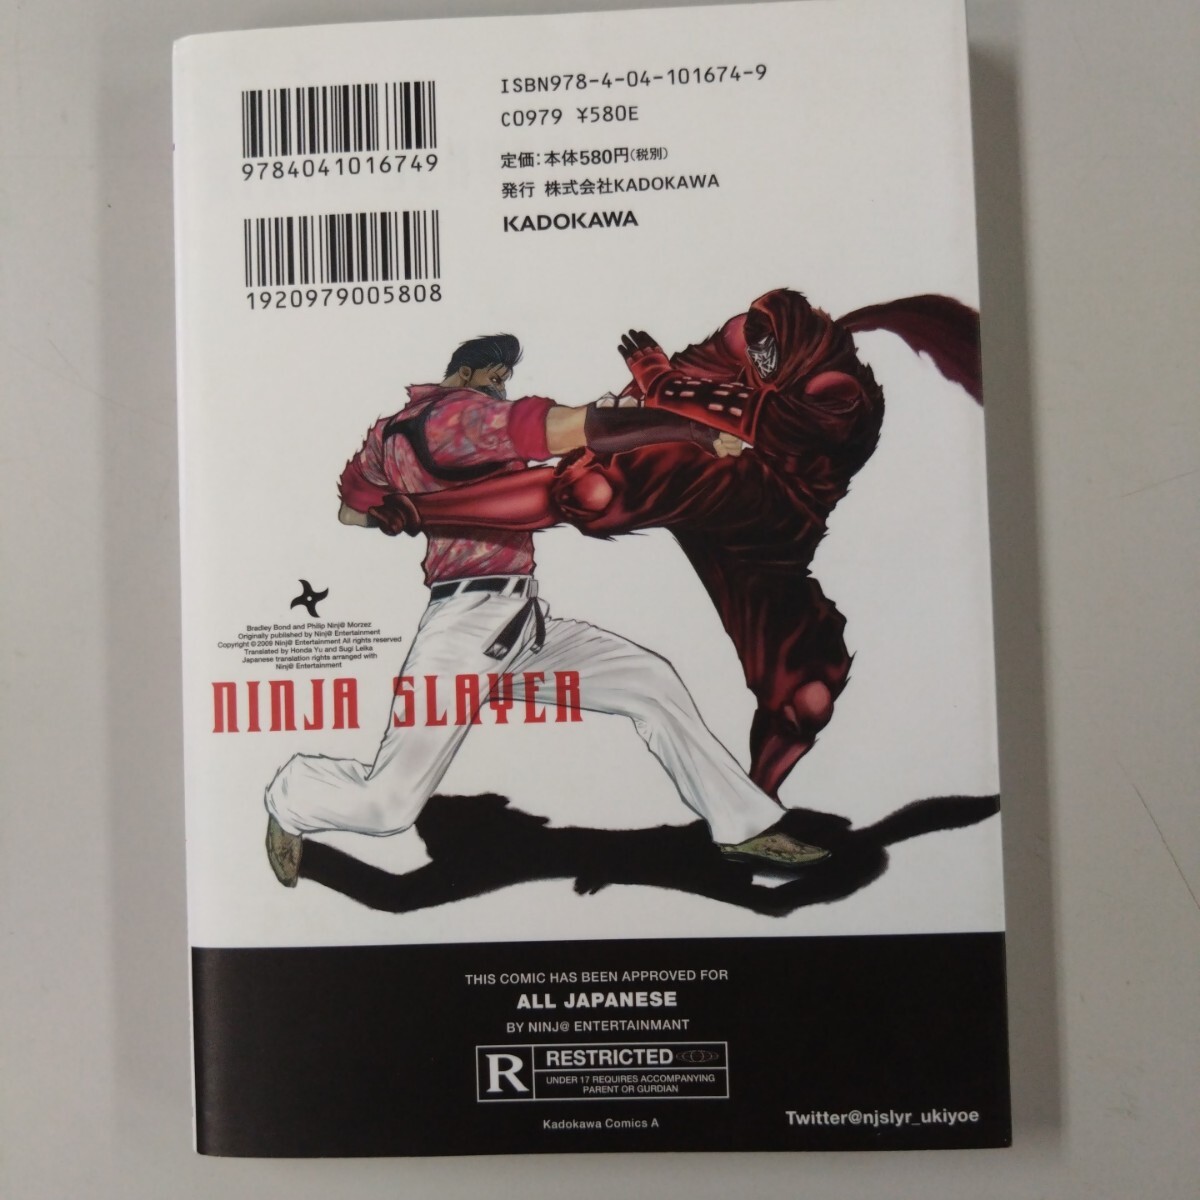 ISBN978-4-04-101674-9
C0979 ¥580E
定価：本体580円(税別)
発行 株式会社KADOKAWA
KADOKAWA
9784041016749
1920979005808
Bradley Bond and Philip Ninj@ Morzez
Originally published by Ninj@ Entertainment
Copyright ©2009 Ninj@ Entertainment All rights reserved
Translated by Honda Yu and Sugi Leika
Japanese translation rights arranged with
Ninj@ Entertainment
NINJA SLAYER
THIS COMIC HAS BEEN APPROVED FOR
ALL JAPANESE
BY NINJ@ ENTERTAINMANT
R
RESTRICTED
UNDER 17 REQUIRES ACCOMPANYING
PARENT OR GURDIAN
Kadokawa Comics A
Twitter@njslyr_ukiyoe